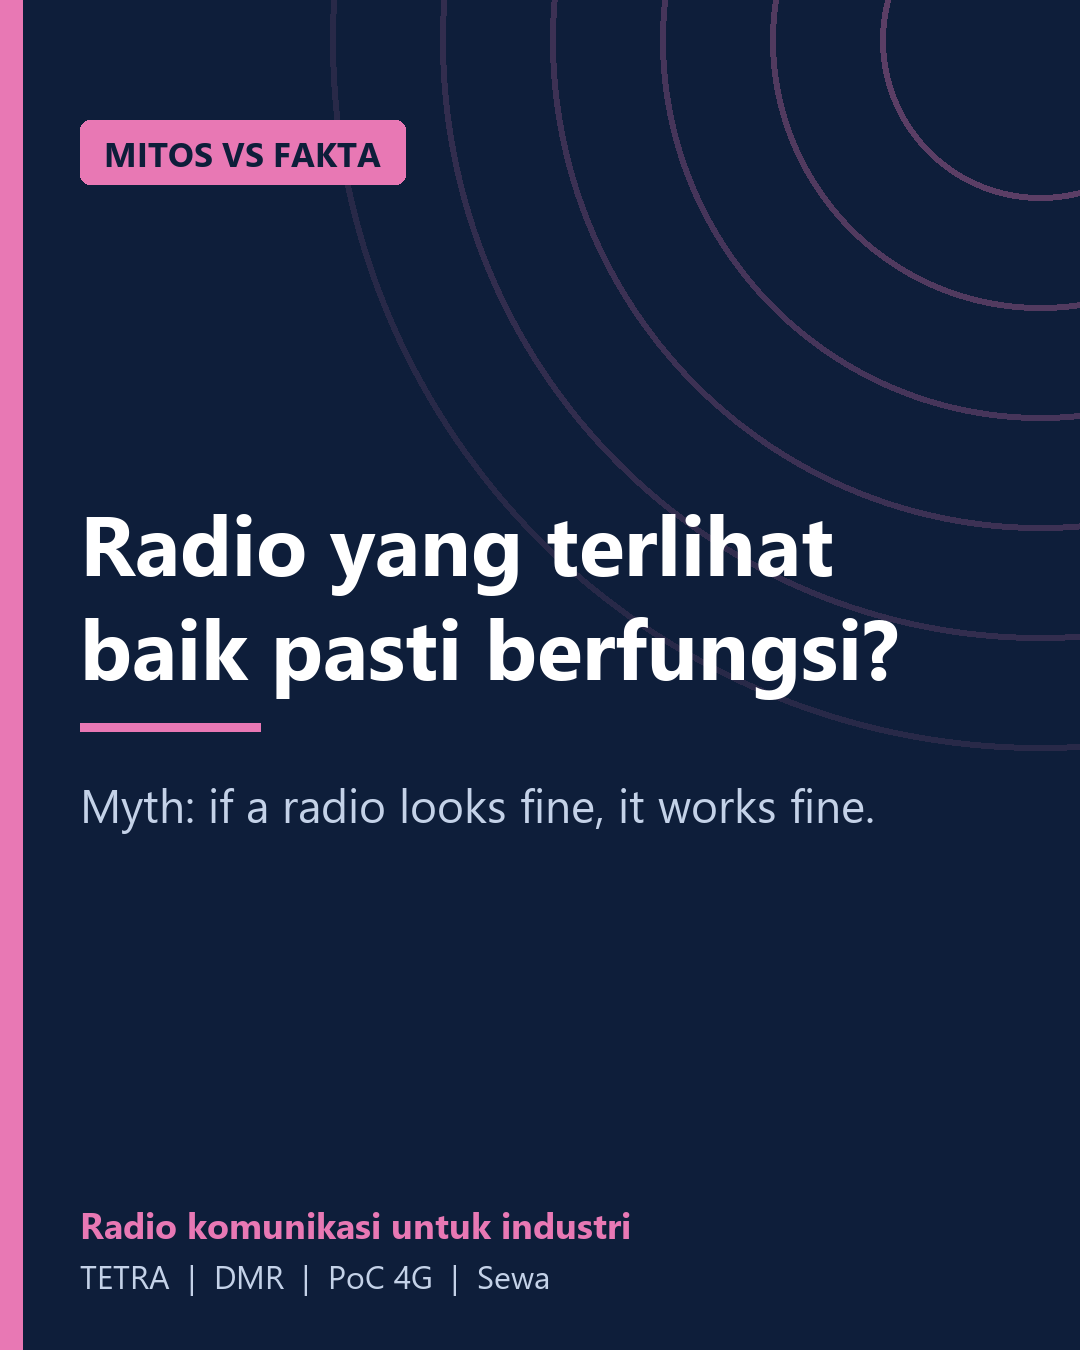 MITOS VS FAKTA
Radio yang terlihat
baik pasti berfungsi?
Myth: if a radio looks fine, it works fine.
Radio komunikasi untuk industri
TETRA | DMR | PoC 4G | Sewa